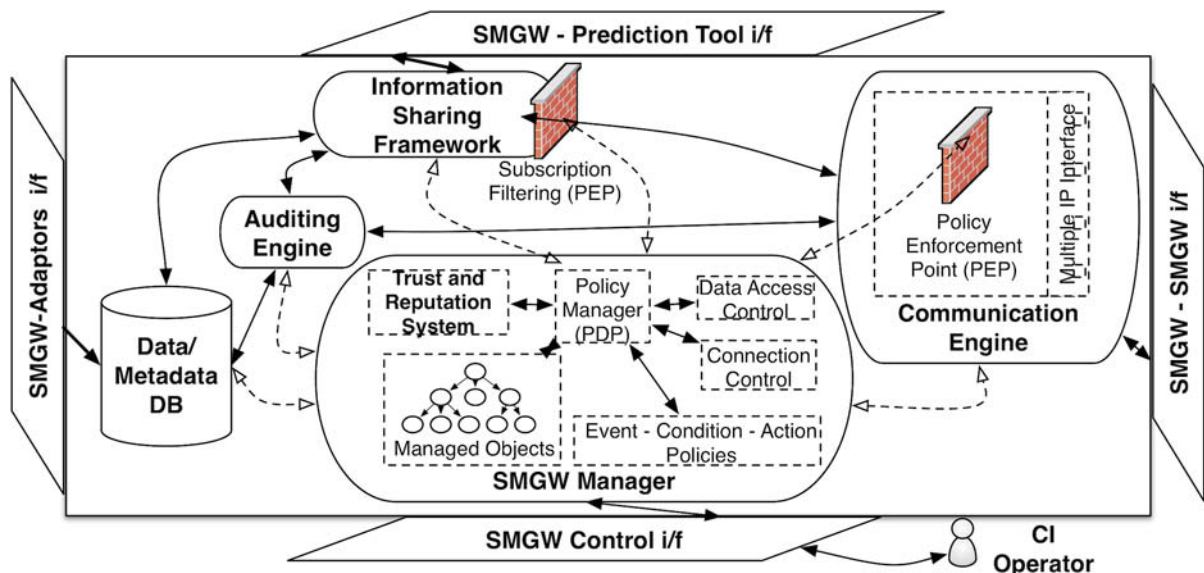 SMGW - Prediction Tool i/f
Information
Sharing
Framework
Subscription
Filtering (PEP)
Auditing
Engine
SMGW-Adaptors i/f
Data/
Metadata
DB
Trust and
Reputation
System
Policy
Manager
(PDP)
Data Access
Control
Connection
Control
Managed Objects
Event - Condition - Action
Policies
SMGW Manager
Policy
Enforcement
Point (PEP)
Multiple IP Interface
Communication
Engine
SMGW - SMGW i/f
SMGW Control i/f
CI
Operator